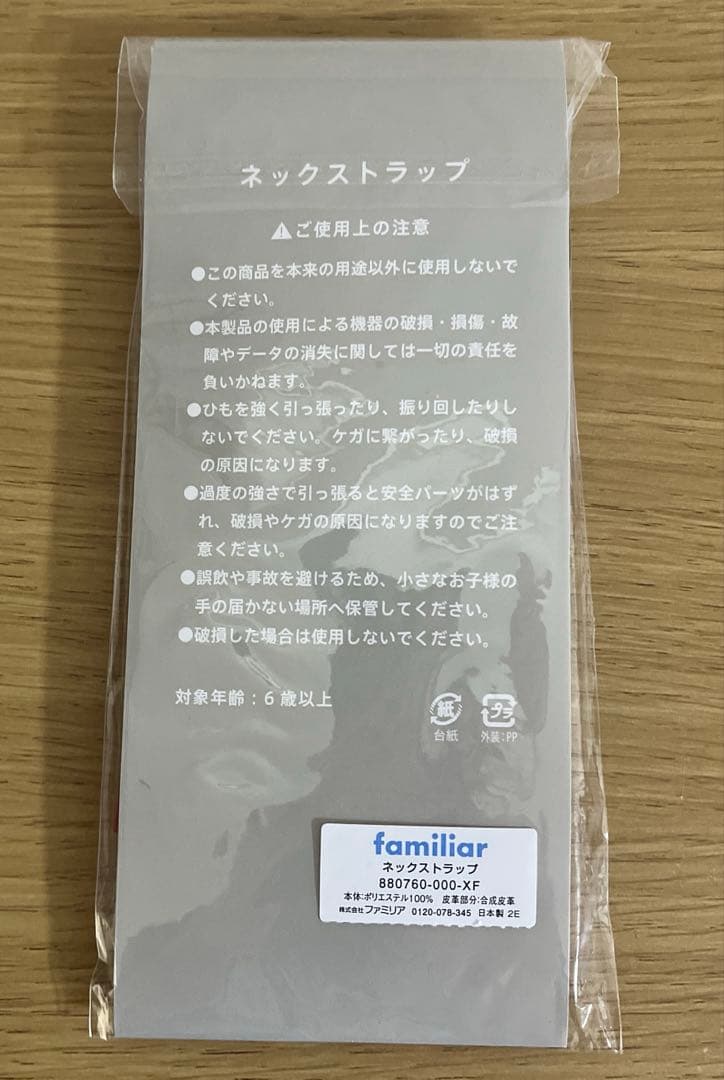 ネックストラップ
⚠ご使用上の注意
●この商品を本来の用途以外に使用しないで
ください。
●本製品の使用による機器の破損・損傷・故
障やデータの消失に関しては一切の責任を
負いかねます。
●ひもを強く引っ張ったり、振り回したりし
ないでください。ケガに繋がったり、破損
の原因になります。
●過度の強さで引っ張ると安全パーツがはず
れ、破損やケガの原因になりますのでご注
意ください。
●誤飲や事故を避けるため、小さなお子様の
手の届かない場所へ保管してください。
●破損した場合は使用しないでください。
対象年齢：6歳以上
紙 プラ
台紙 外装：PP
familiar
ネックストラップ
880760-000-XF
本体：ポリエステル100% 皮革部分：合成皮革
株式会社ファミリア 0120-078-345 日本製 2E